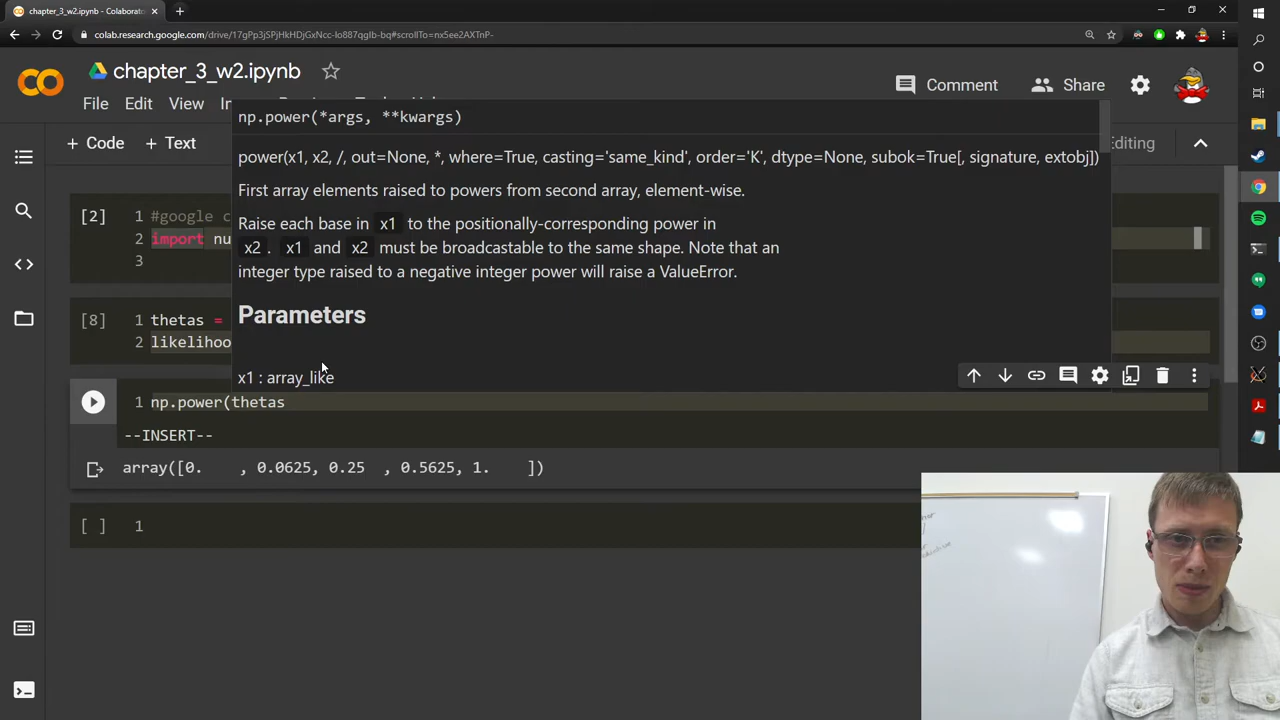 chapter_3_w2.ipynb - Colaborato
colab.research.google.com/drive/17gPp3jSPjHkHDjGxNcc-Io887qgIb-bq#scrollTo=nx5ee2AXTnP-
chapter_3_w2.ipynb
Comment
Share
File Edit View
np.power(*args, **kwargs)
+ Code + Text
Editing
power(x1, x2, /, out=None, *, where=True, casting='same_kind', order='K', dtype=None, subok=True[, signature, extobj])
First array elements raised to powers from second array, element-wise.
[2] 1 #google c
Raise each base in x1 to the positionally-corresponding power in
2 import nu
x2 . x1 and x2 must be broadcastable to the same shape. Note that an
3
integer type raised to a negative integer power will raise a ValueError.
Parameters
[8] 1 thetas =
2 likelihoo
x1 : array_like
1 np.power(thetas
--INSERT--
array([0. , 0.0625, 0.25 , 0.5625, 1. ])
[ ] 1